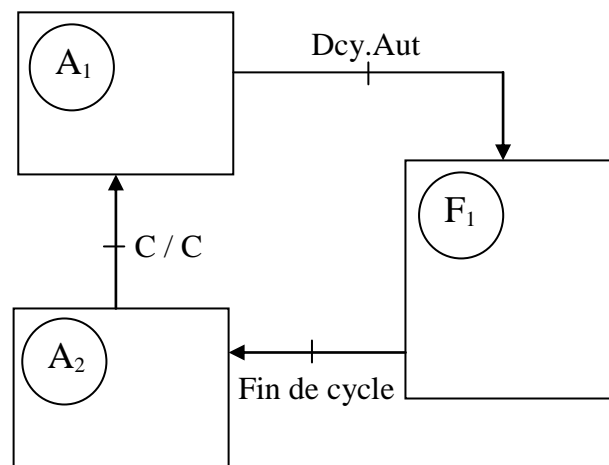 Dcy.Aut
A₁
F₁
C / C
A₂
Fin de cycle